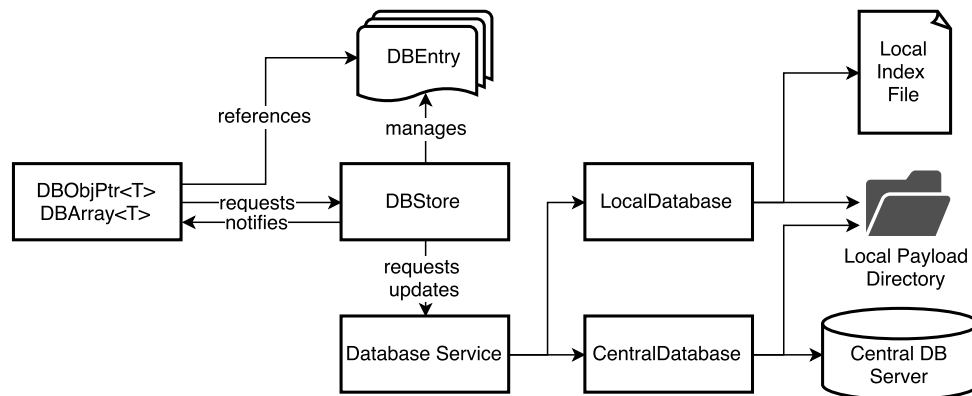 DBEntry
Local
Index
File
references
manages
DBObjPtr<T>
DBArray<T>
requests
notifies
DBStore
LocalDatabase
Local Payload
Directory
requests
updates
Database Service
CentralDatabase
Central DB
Server